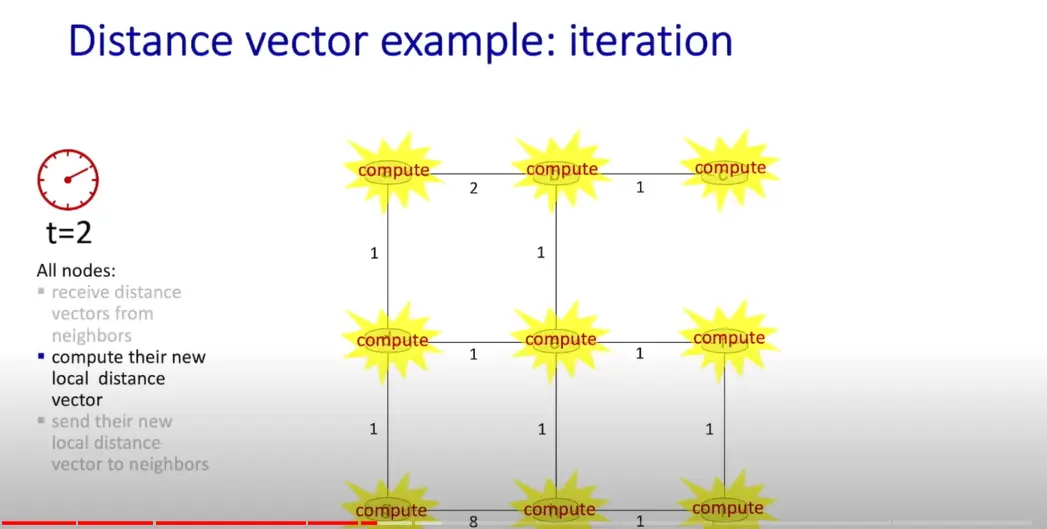 Distance vector example: iteration
compute compute compute
2 1
t=2
1 1
All nodes:
▪ receive distance
vectors from
neighbors
compute compute compute
1 1
▪ compute their new
local distance
vector
▪ send their new
local distance
vector to neighbors
1 1 1
compute compute compute
8 1